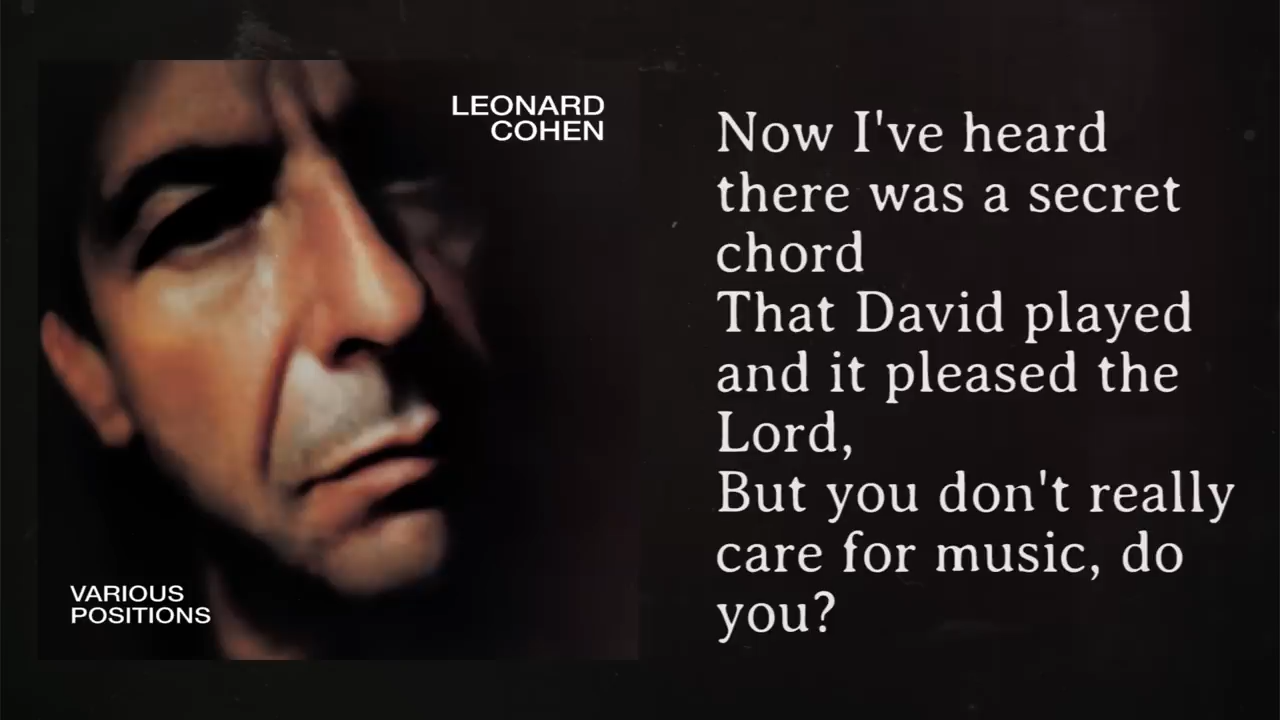 LEONARD
COHEN
VARIOUS
POSITIONS
Now I've heard
there was a secret
chord
That David played
and it pleased the
Lord,
But you don't really
care for music, do
you?